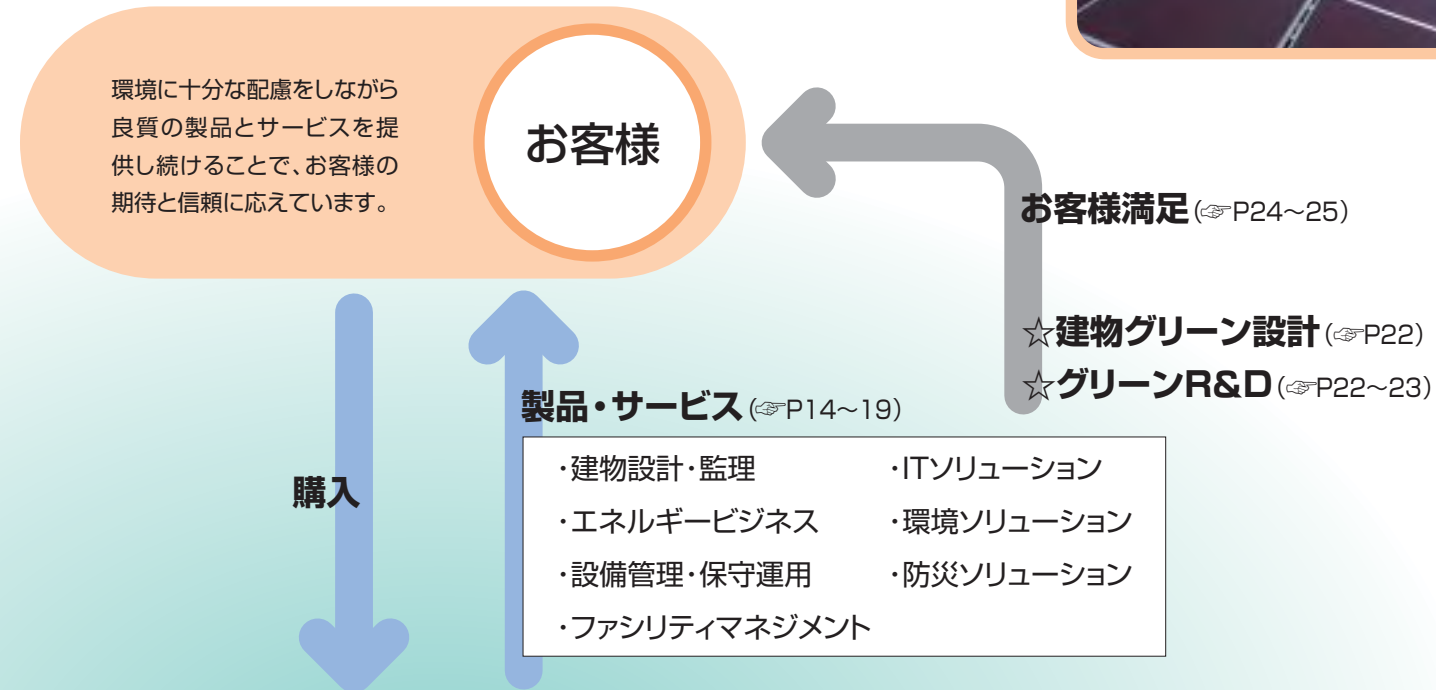 環境に十分な配慮をしながら
良質の製品とサービスを提
供し続けることで、お客様の
期待と信頼に応えています。
お客様
お客様満足(☞P24〜25)
☆建物グリーン設計(☞P22)
☆グリーンR&D(☞P22〜23)
製品・サービス(☞P14〜19)
購入
・建物設計・監理
・エネルギービジネス
・設備管理・保守運用
・ファシリティマネジメント
・ITソリューション
・環境ソリューション
・防災ソリューション